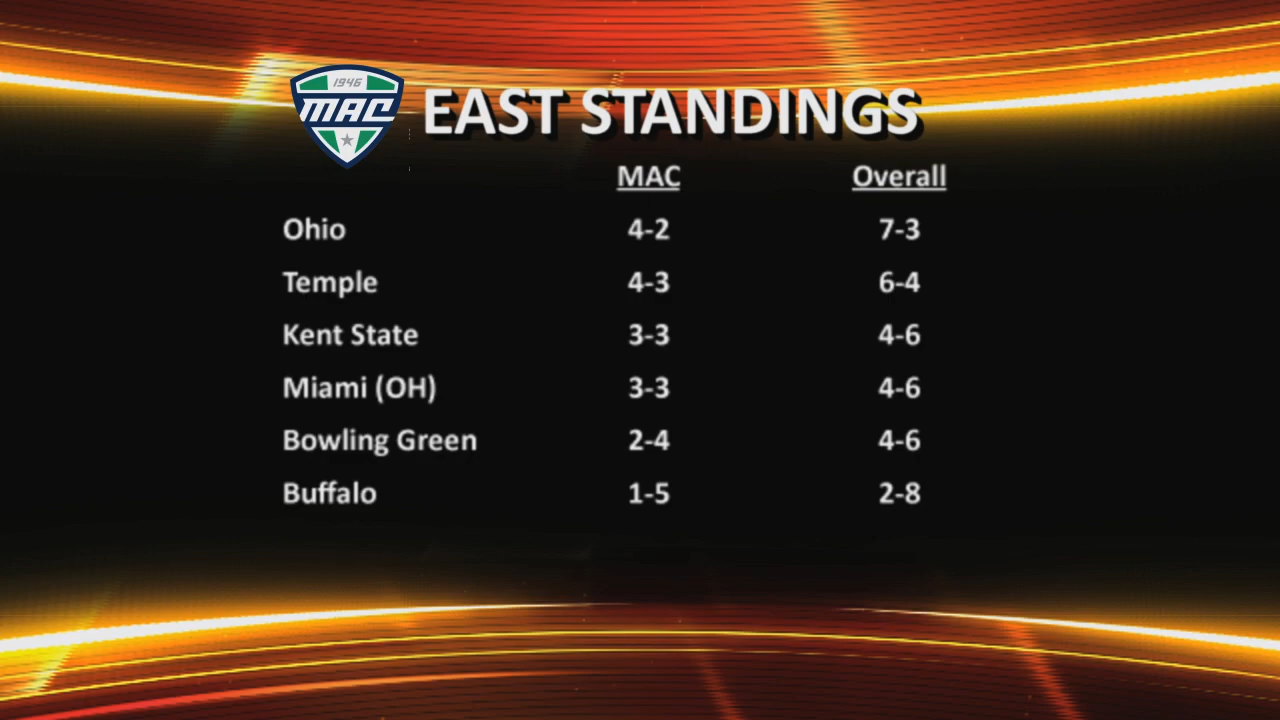 1946
MAC
EAST STANDINGS
MAC Overall
Ohio 4-2 7-3
Temple 4-3 6-4
Kent State 3-3 4-6
Miami (OH) 3-3 4-6
Bowling Green 2-4 4-6
Buffalo 1-5 2-8